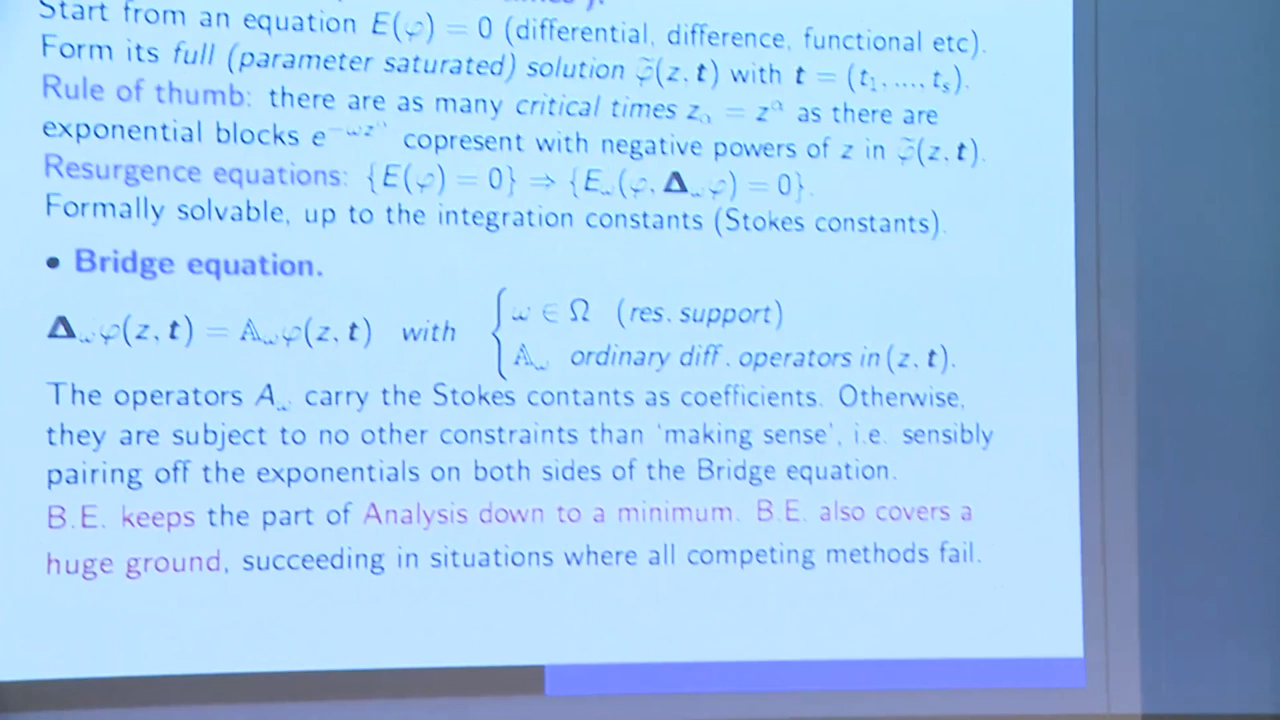 Start from an equation E(φ) = 0 (differential, difference, functional etc).
Form its full (parameter saturated) solution φ̃(z, t) with t = (t₁, ...., tₛ).
Rule of thumb: there are as many critical times z_α = z^α as there are
exponential blocks e^{-ωz^α} copresent with negative powers of z in φ̃(z, t).
Resurgence equations: {E(φ) = 0} ⇒ {E_ω(φ, Δ_ω φ) = 0}.
Formally solvable, up to the integration constants (Stokes constants).
• Bridge equation.
Δ_ω φ(z, t) = 𝔸_ω φ(z, t) with { ω ∈ Ω (res. support)
𝔸_ω ordinary diff. operators in (z, t).
The operators A_ω carry the Stokes contants as coefficients. Otherwise,
they are subject to no other constraints than 'making sense', i.e. sensibly
pairing off the exponentials on both sides of the Bridge equation.
B.E. keeps the part of Analysis down to a minimum. B.E. also covers a
huge ground, succeeding in situations where all competing methods fail.